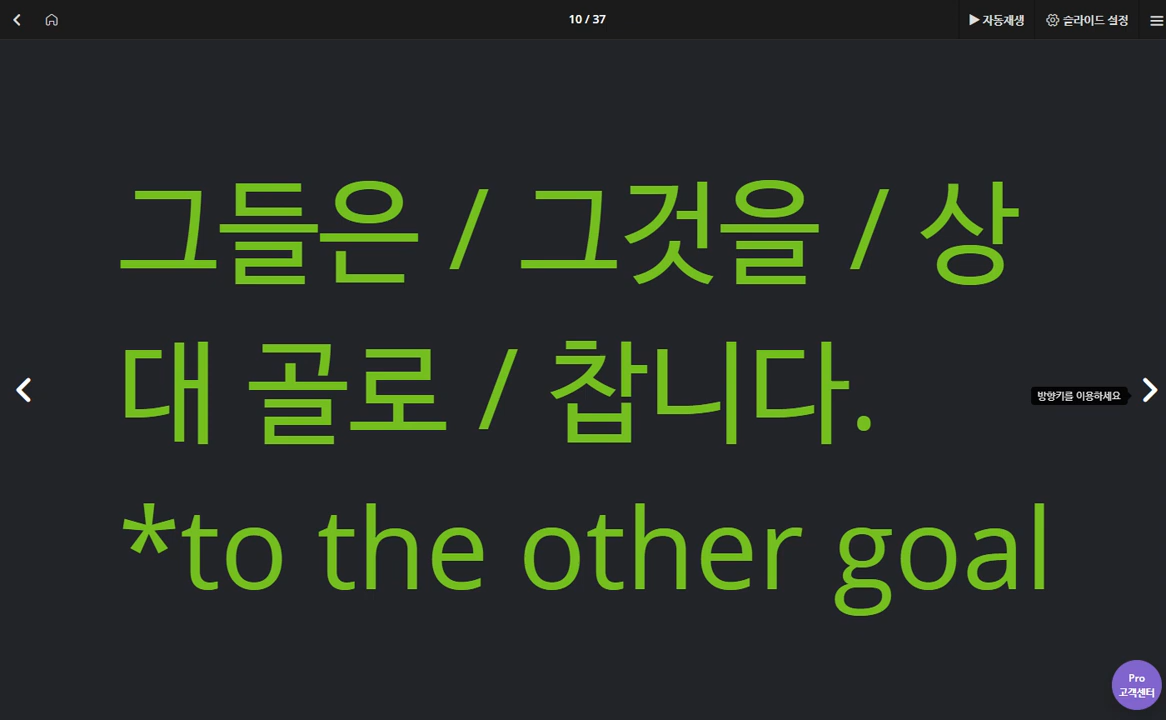 10 / 37
▶ 자동재생
슬라이드 설정
그들은 / 그것을 / 상
대 골로 / 찹니다.
방향키를 이용하세요
*to the other goal
Pro
고객센터